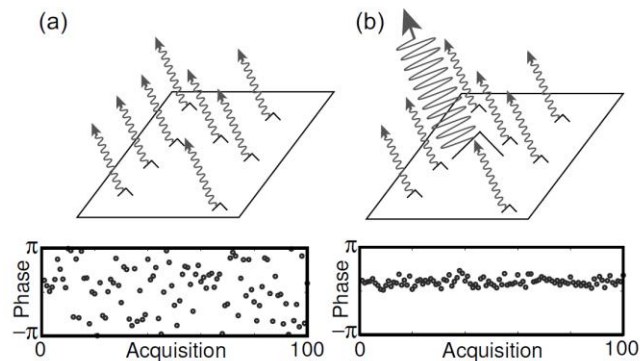 (a)
(b)
π
Phase
−π
0
Acquisition
100
π
Phase
−π
0
Acquisition
100